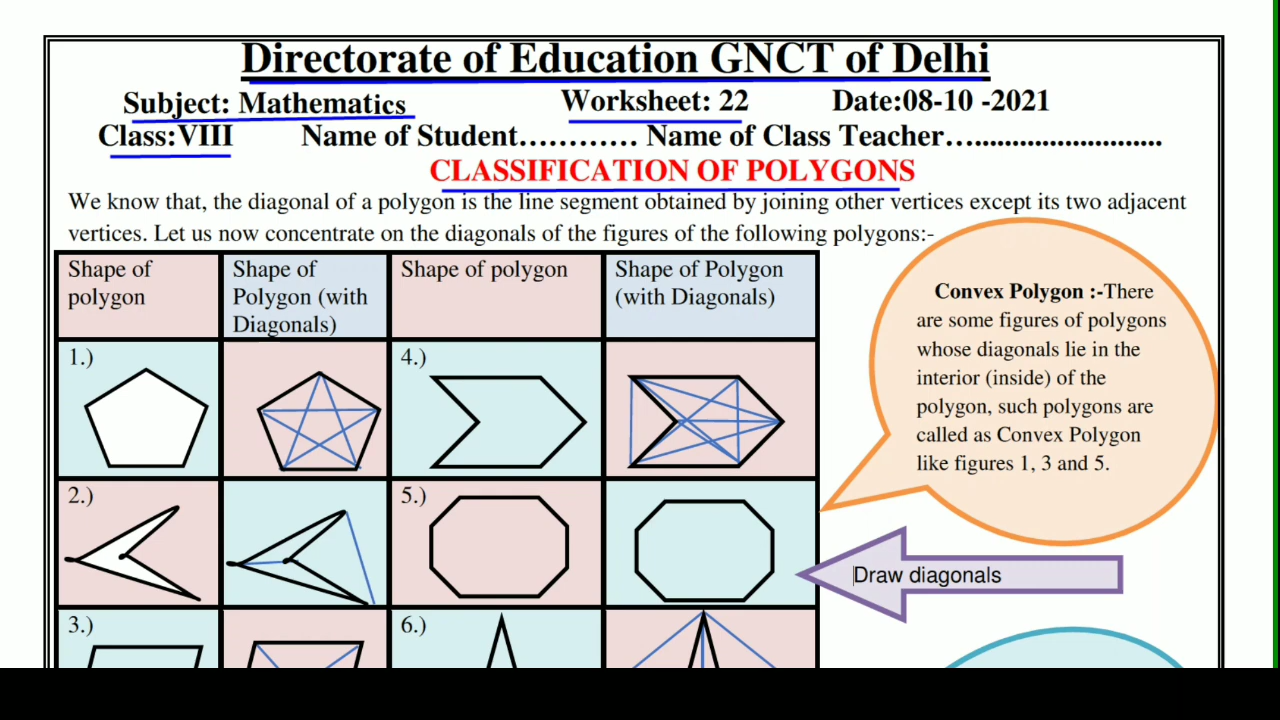 Directorate of Education GNCT of Delhi
Subject: Mathematics Worksheet: 22 Date:08-10 -2021
Class:VIII Name of Student………… Name of Class Teacher…..........................
CLASSIFICATION OF POLYGONS
We know that, the diagonal of a polygon is the line segment obtained by joining other vertices except its two adjacent
vertices. Let us now concentrate on the diagonals of the figures of the following polygons:-
Shape of
polygon
Shape of
Polygon (with
Diagonals)
Shape of polygon
Shape of Polygon
(with Diagonals)
1.)
4.)
2.)
5.)
3.)
6.)
Convex Polygon :-There
are some figures of polygons
whose diagonals lie in the
interior (inside) of the
polygon, such polygons are
called as Convex Polygon
like figures 1, 3 and 5.
Draw diagonals